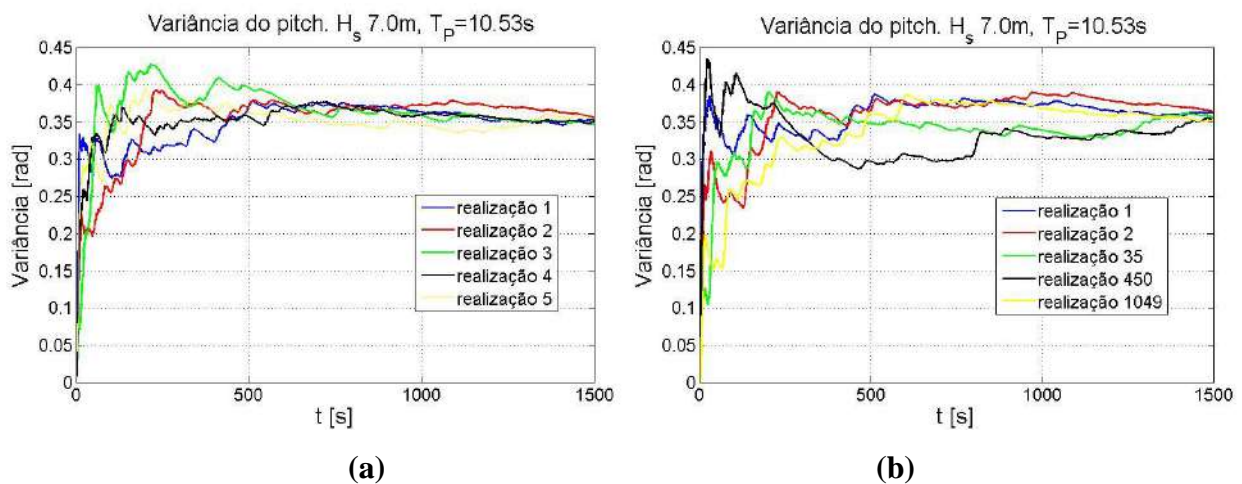 Variância do pitch. Hs 7.0m, TP=10.53s
0.45
0.4
0.35
0.3
0.25
0.2
0.15
0.1
0.05
0
Variância [rad]
realização 1
realização 2
realização 3
realização 4
realização 5
0
500
1000
1500
t [s]
(a)
Variância do pitch. Hs 7.0m, TP=10.53s
0.45
0.4
0.35
0.3
0.25
0.2
0.15
0.1
0.05
0
Variância [rad]
realização 1
realização 2
realização 35
realização 450
realização 1049
0
500
1000
1500
t [s]
(b)